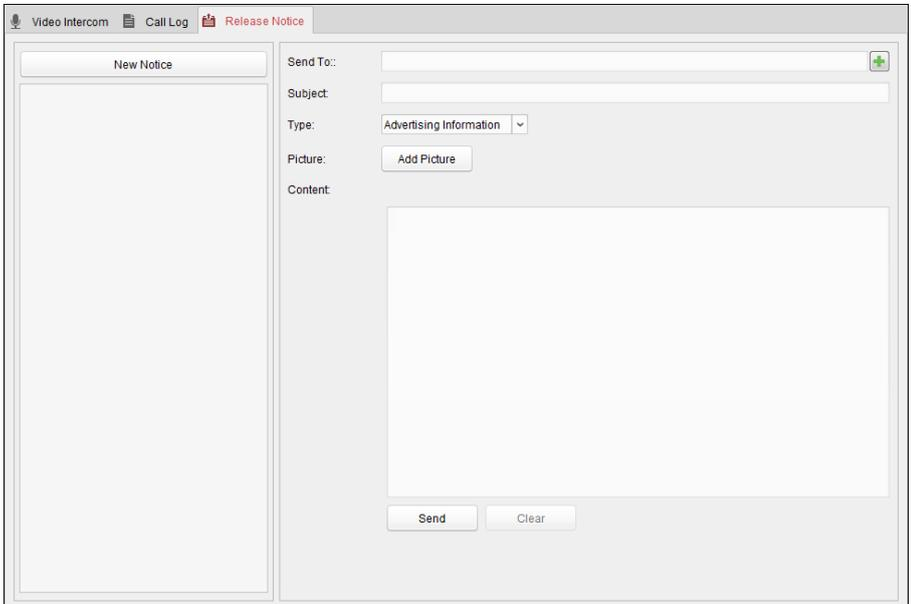 Video Intercom Call Log Release Notice
New Notice
Send To::
Subject:
Type: Advertising Information
Picture: Add Picture
Content:
Send Clear